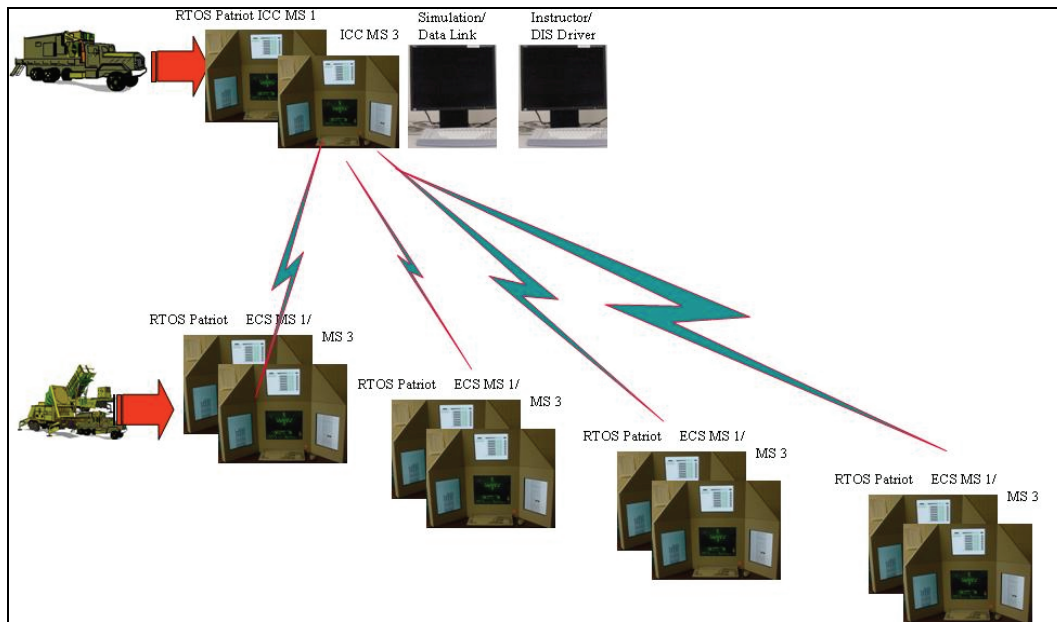 RTOS Patriot ICC MS 1
ICC MS 3
Simulation/
Data Link
Instructor/
DIS Driver
RTOS Patriot ECS MS 1/
MS 3
RTOS Patriot ECS MS 1/
MS 3
RTOS Patriot ECS MS 1/
MS 3
RTOS Patriot ECS MS 1/
MS 3